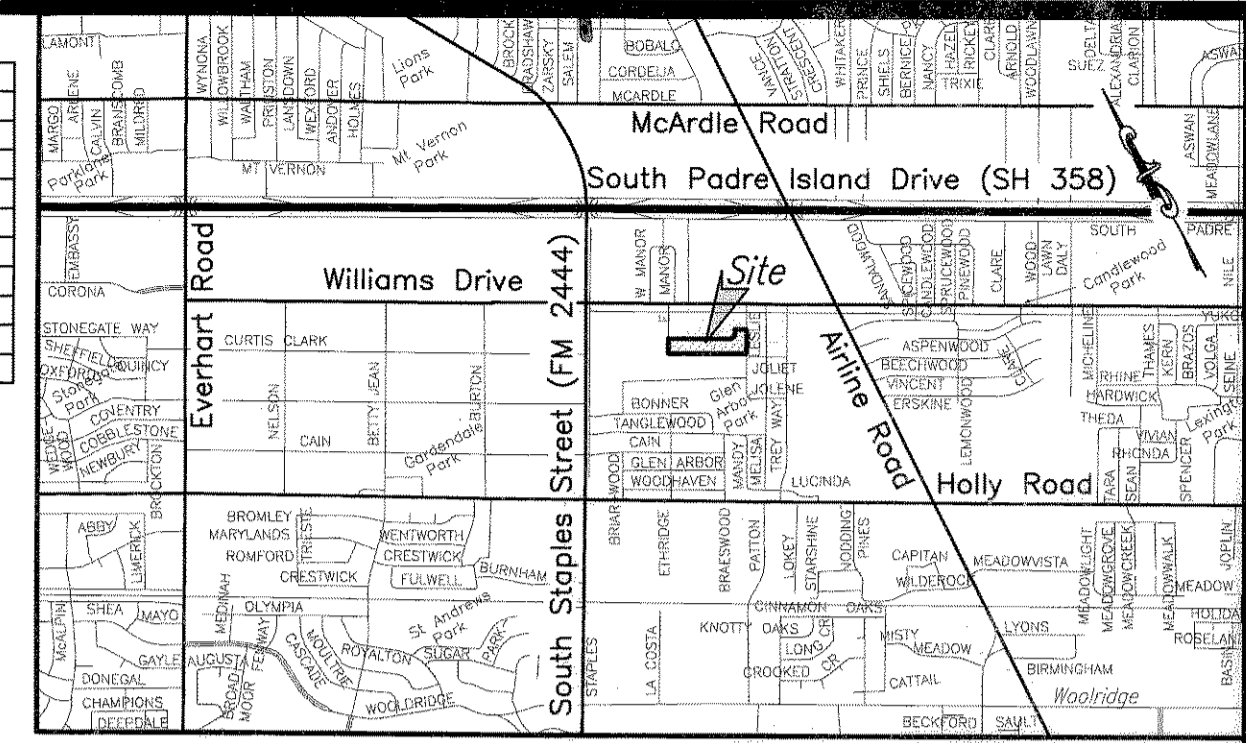 LAMONT
MARGO
ARLENE
CALVIN
BRANSCOMB
MILDRED
Parklane
Park
WYNONA
WILLOWBROOK
WALTHAM
PRINSTON
LANSDOWN
WEXFORD
ANDOVER
HOLMES
Lions
Park
Mt Vernon
Park
MT VERNON
BROCK
BRADSHAW
ZARSKY
SALEM
BOBALO
CORDELIA
MCARDLE
VANCE
STRATTON
CRESCENT
WHITAKER
PRINCE
SHIELS
BERNICE
NANCY
HAZEL
RICKEY
TRIXIE
CLARE
ARNOLD
WOODLAWN
DELTA
SUEZ
ALEXANDRIA
CLARION
ASWAN
MEADOWLANE
McArdle Road
South Padre Island Drive (SH 358)
SOUTH PADRE
EMBASSY
CORONA
Everhart Road
Williams Drive
South Staples Street (FM 2444)
W MANOR
MANOR
Site
SANDALWOOD
SPICEWOOD
CANDLEWOOD
SPRUCEWOOD
PINEWOOD
CLARE
WOOD-
LAWN
DALY
Candlewood
Park
NILE
YUKON
STONEGATE WAY
SHEFFIELD
OXFORD
QUINCY
Stonegate
Park
COVENTRY
COBBLESTONE
NEWBURY
WEDGE-
WOOD
BROCKTON
CURTIS CLARK
NELSON
BETTY JEAN
BURTON
CAIN
Gardendale
Park
LESLIE
JOLIET
JOLENE
BONNER
TANGLEWOOD
Glen
Arbor
Park
CAIN
GLEN ARBOR
WOODHAVEN
MANDY
MELISA
TREY WAY
LUCINDA
Airline Road
ASPENWOOD
BEECHWOOD
VINCENT
ERSKINE
LEMONWOOD
CLARE
MICHELINE
RHINE
HARDWICK
THAMES
KERN
BRAZOS
VOLGA
SEINE
THEDA
VIVIAN
RHONDA
Lexington
Park
Holly Road
TARA
SEAN
SPENCER
ABBY
LIMERICK
BROMLEY
MARYLANDS
ROMFORD
TRIESTE
CRESTWICK
WENTWORTH
CRESTWICK
FULWELL
BURNHAM
BRIARWOOD
ETHRIDGE
BRAESWOOD
PATTON
LOKEY
STARSHINE
NODDING
PINES
CAPITAN
WILDEROCK
MEADOWVISTA
MEADOWLIGHT
MEADOWGROVE
MEADOWCREEK
MEADOWWALK
JOPLIN
MEADOW
McALPIN
SHEA
MAYO
GAYLE
DONEGAL
CHAMPIONS
DEEPDALE
MEDINAH
OLYMPIA
AUGUSTA
BROAD-
MOOR
FENWAY
CASCADE
MOULTRE
ROYALTON
St Andrews
Park
SUGAR
PARK
WOOLDRIDGE
STAPLES
LA COSTA
CINNAMON OAKS
KNOTTY OAKS
LONG CR
CROOKED CR
MISTY
MEADOW
CATTAIL
LYONS
BIRMINGHAM
HOLIDA
ROSELAN
BASIN
Woolridge
BECKFORD
SAULT